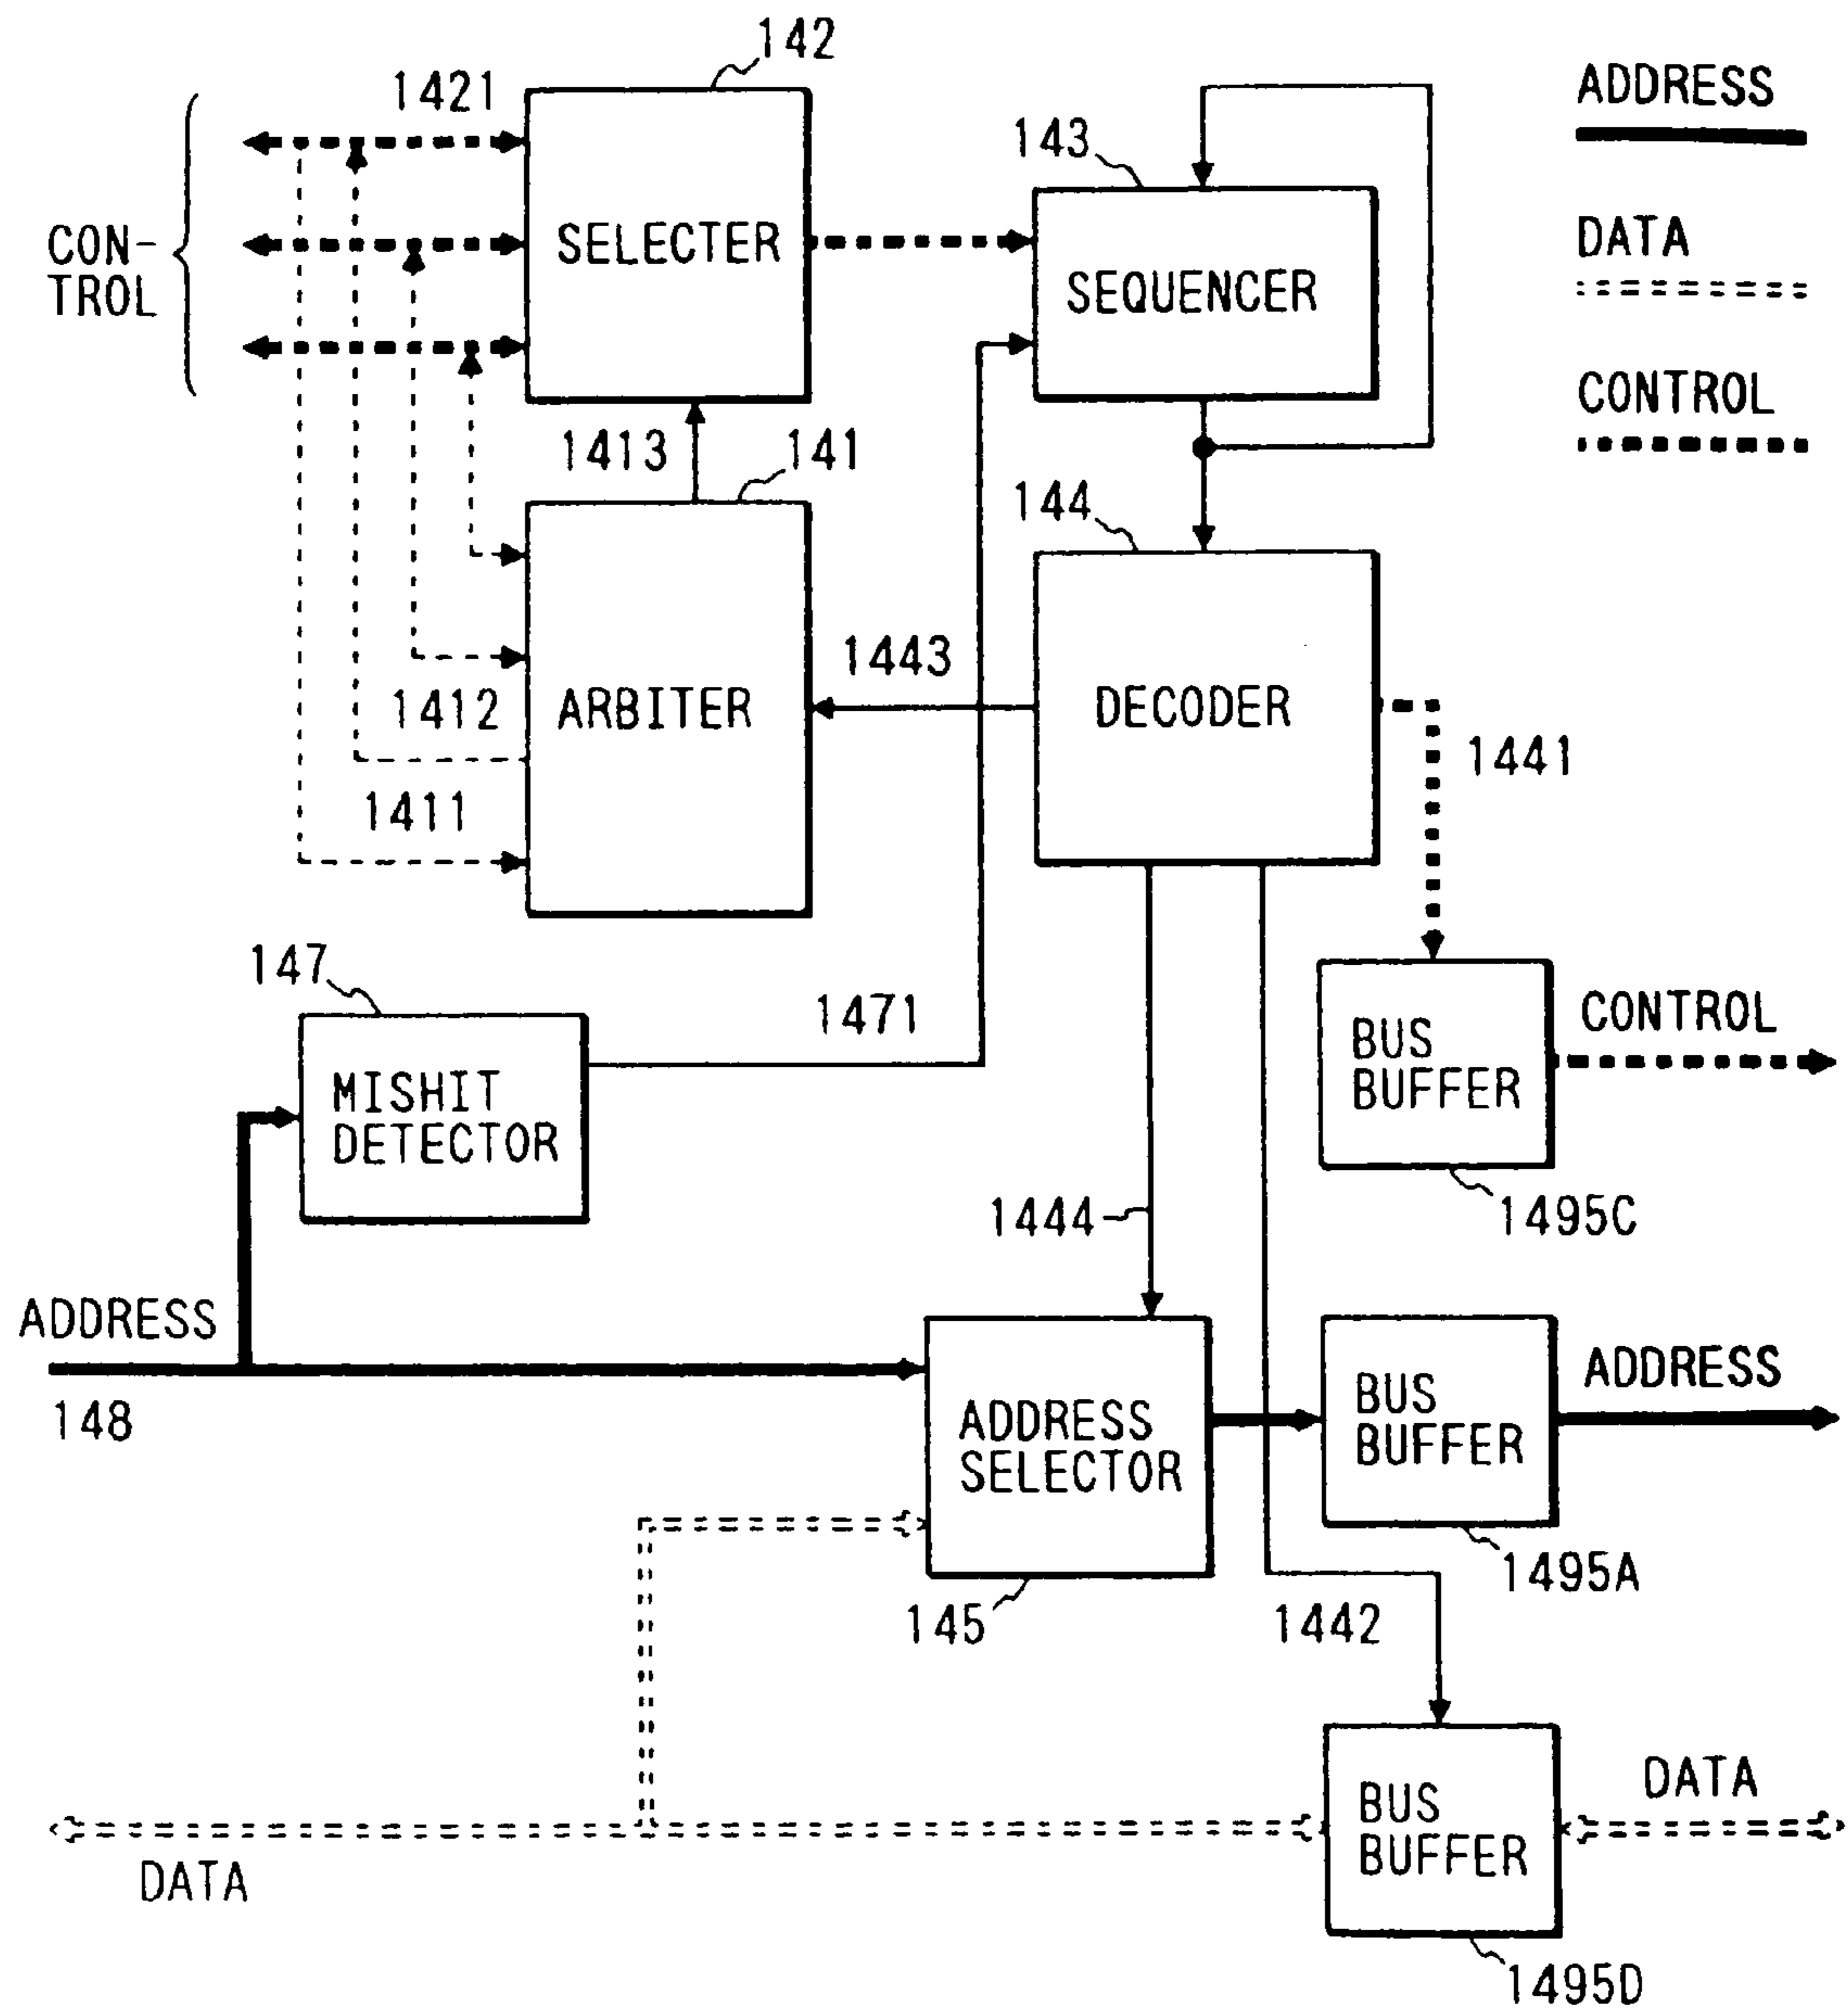 142
1421
ADDRESS
143
DATA
CON-
TROL
SELECTER
SEQUENCER
CONTROL
1413
141
144
1443
1412
ARBITER
DECODER
1441
1411
147
1471
CONTROL
BUS
BUFFER
MISHIT
DETECTOR
1444
1495C
ADDRESS
148
ADDRESS
SELECTOR
BUS
BUFFER
ADDRESS
1495A
145
1442
DATA
BUS
BUFFER
DATA
1495D